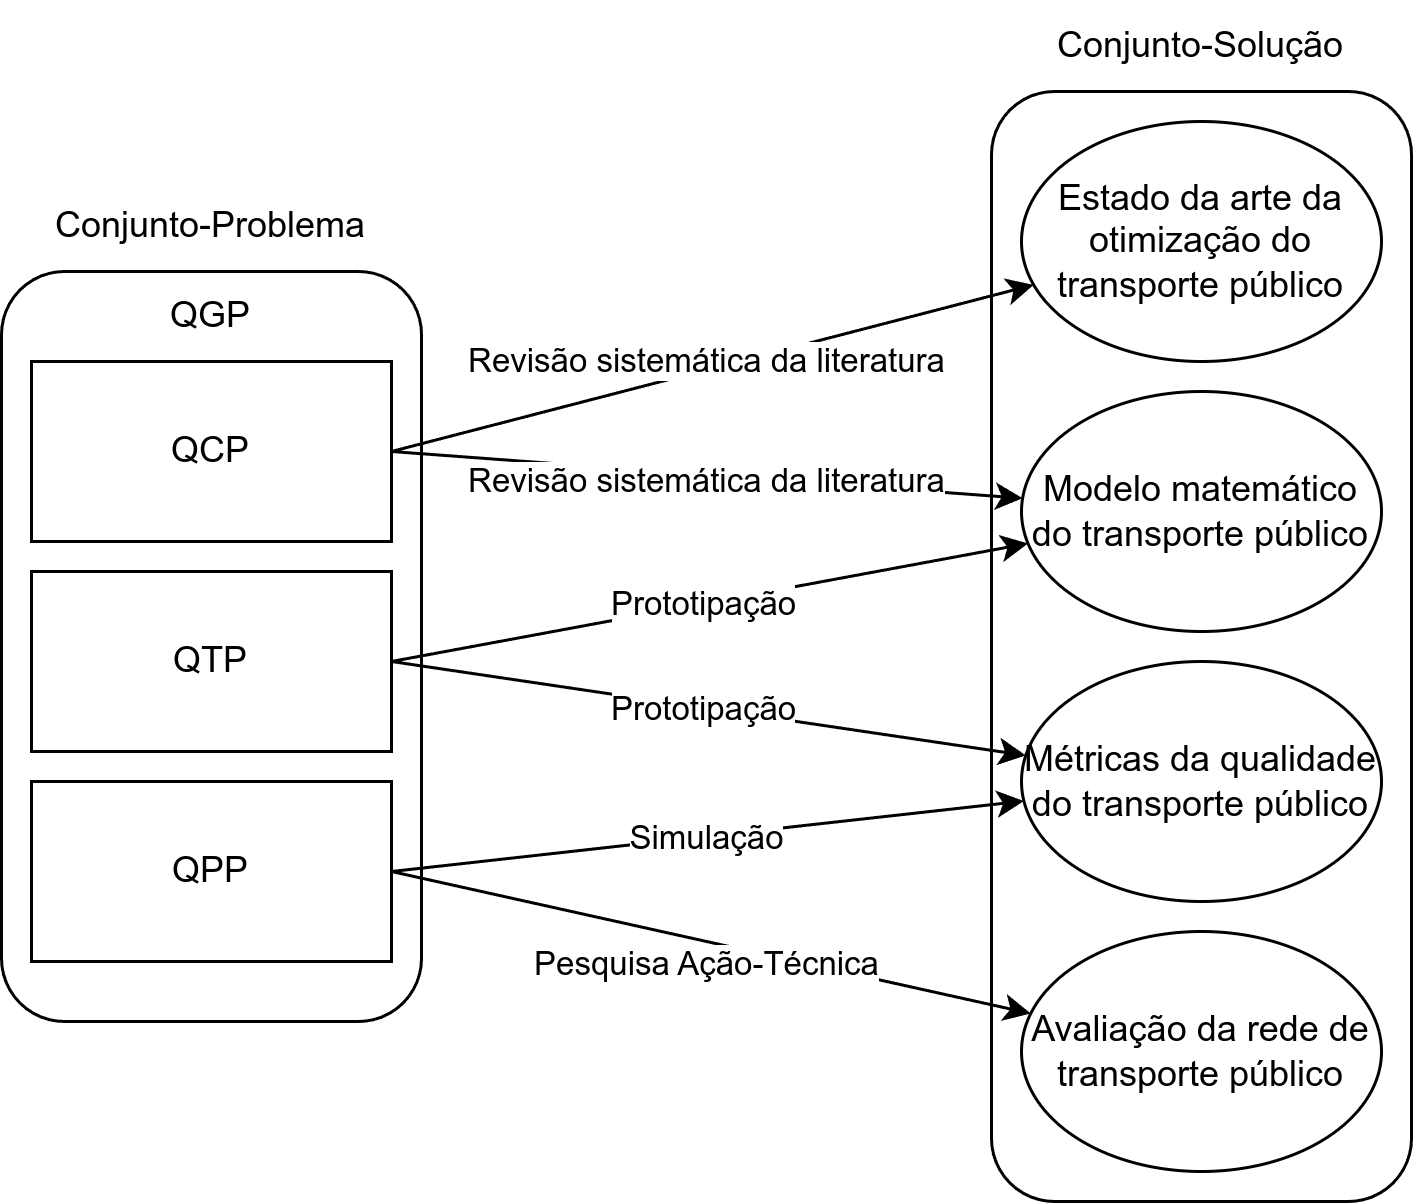 Conjunto-Solução
Estado da arte da
otimização do
transporte público
Conjunto-Problema
QGP
QCP
QTP
QPP
Revisão sistemática da literatura
Revisão sistemática da literatura
Prototipação
Prototipação
Simulação
Pesquisa Ação-Técnica
Modelo matemático
do transporte público
Métricas da qualidade
do transporte público
Avaliação da rede de
transporte público